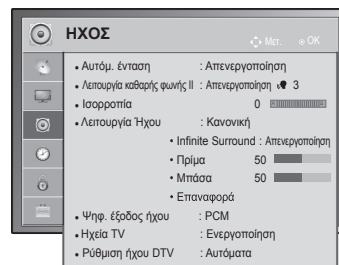 ΗΧΟΣ
Μετ. OK
• Αυτόμ. ένταση : Απενεργοποίηση
• Λειτουργία καθαρής φωνής II : Απενεργοποίηση 3
• Ισορροπία 0
• Λειτουργία Ήχου : Κανονική
• Infinite Surround : Απενεργοποίηση
• Πρίμα 50
• Μπάσα 50
• Επαναφορά
• Ψηφ. έξοδος ήχου : PCM
• Ηχεία TV : Ενεργοποίηση
• Ρύθμιση ήχου DTV : Αυτόματα